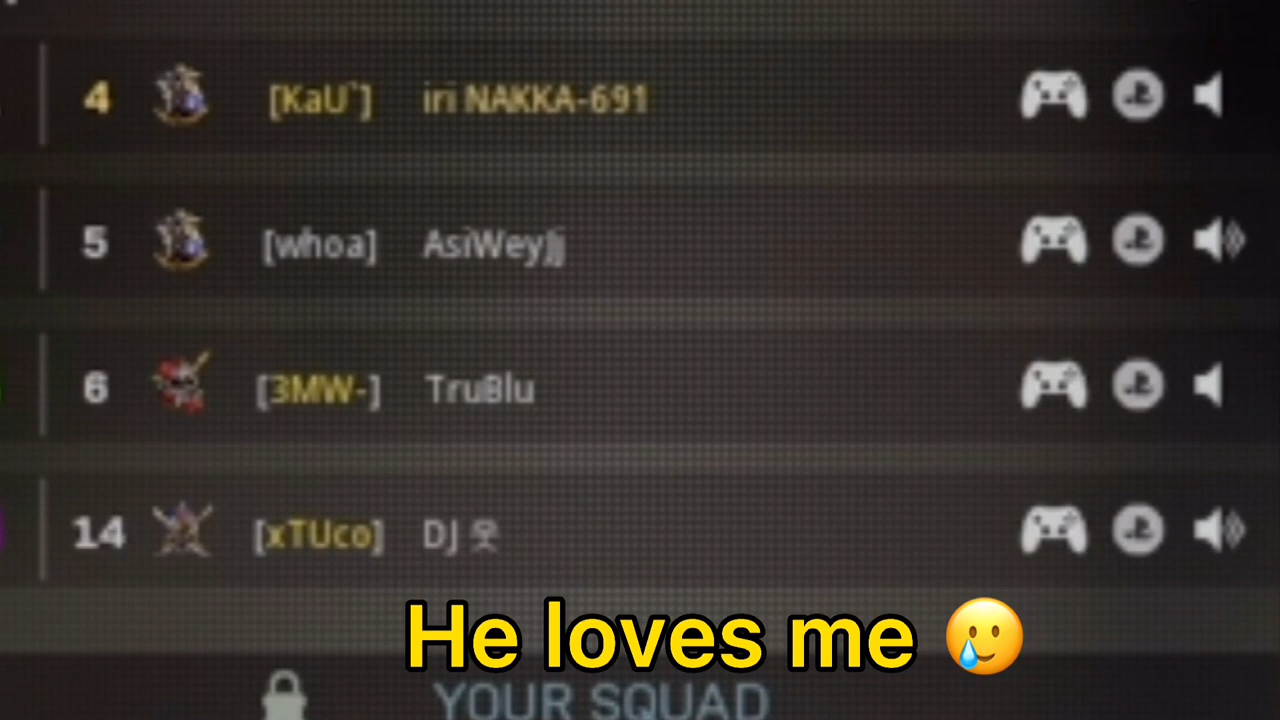 4 [KaU`] iri NAKKA-691
5 [whoa] AsiWeyJj
6 [3MW-] TruBlu
14 [xTUco] DJ 웃
He loves me 🥲
YOUR SQUAD